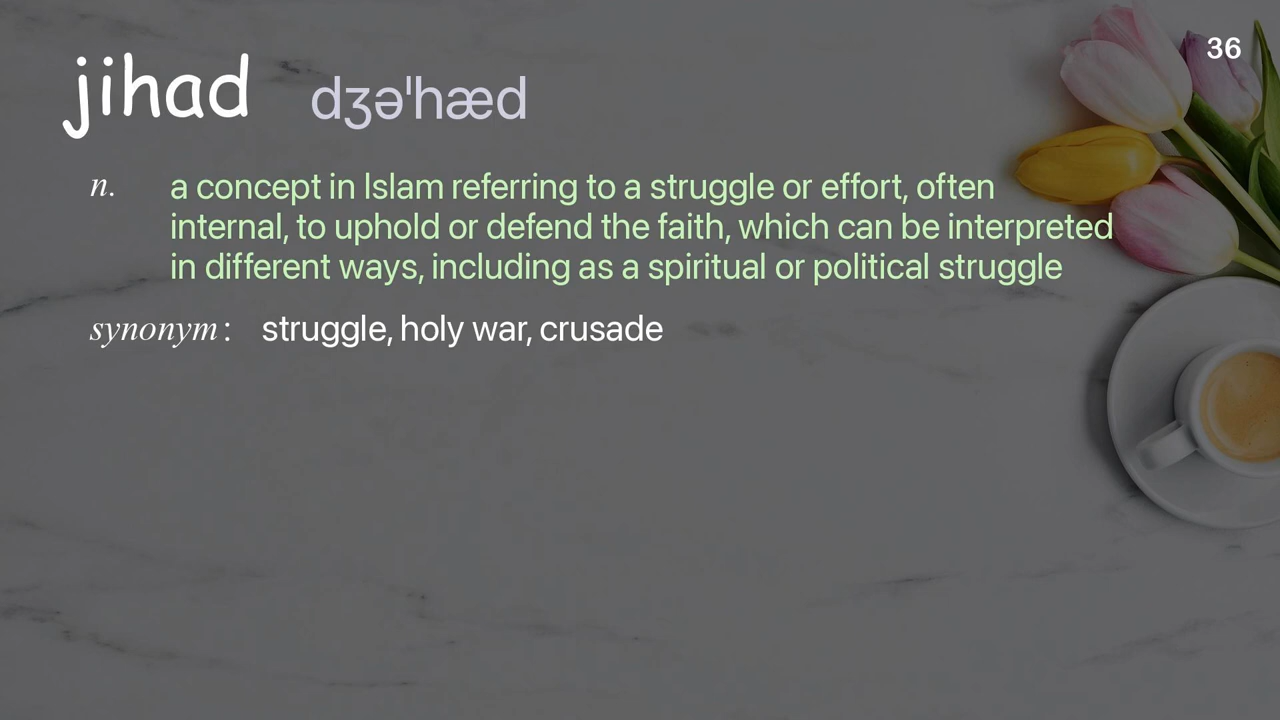 36
jihad dʒəˈhæd
n. a concept in Islam referring to a struggle or effort, often
internal, to uphold or defend the faith, which can be interpreted
in different ways, including as a spiritual or political struggle
synonym: struggle, holy war, crusade